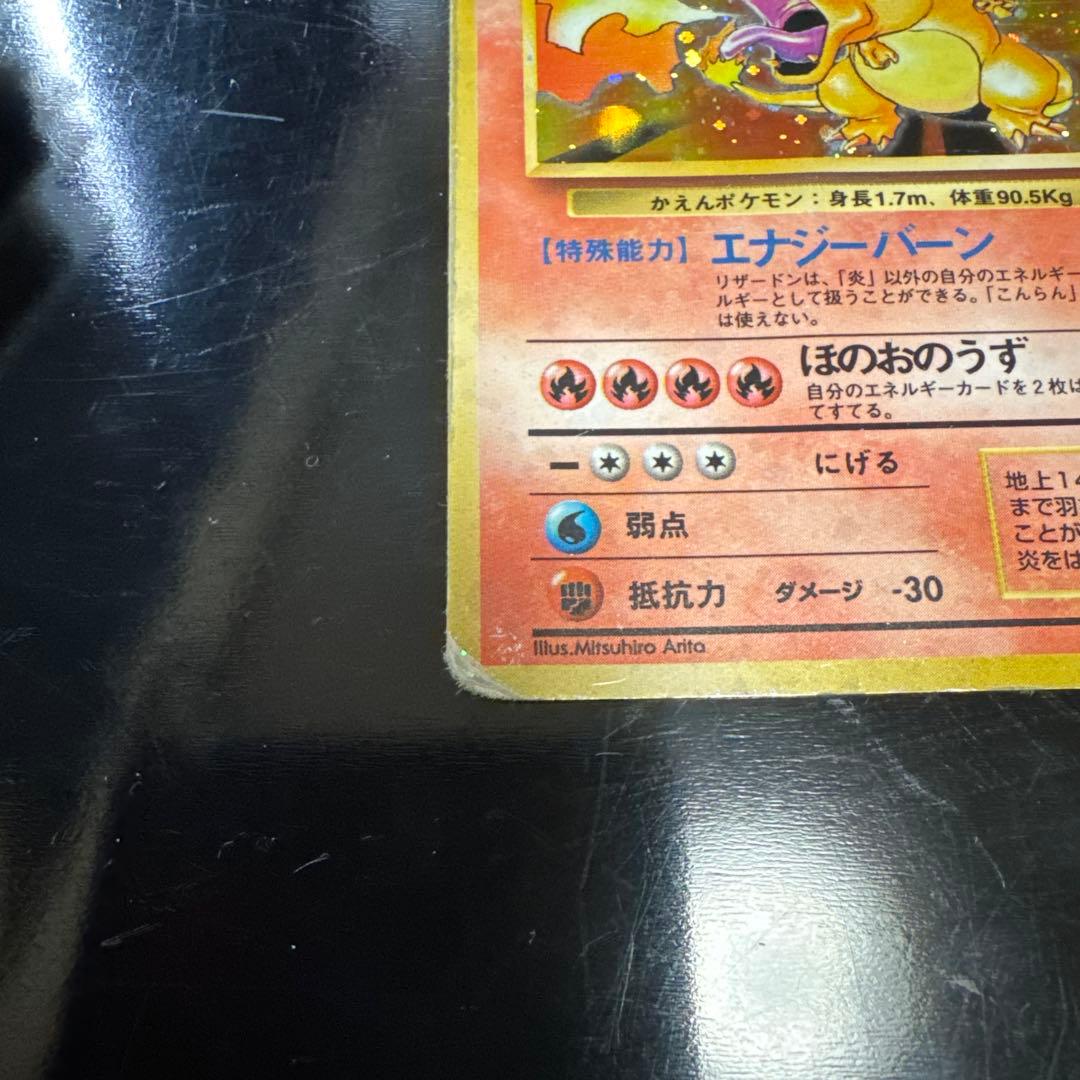 かえんポケモン：身長1.7m、体重90.5Kg
【特殊能力】エナジーバーン
リザードンは、「炎」以外の自分のエネルギー
ルギーとして扱うことができる。「こんらん」
は使えない。
ほのおのうず
自分のエネルギーカードを2枚は
てすてる。
にげる
弱点
抵抗力 ダメージ -30
地上14
まで羽
ことが
炎をは
Illus.Mitsuhiro Arita